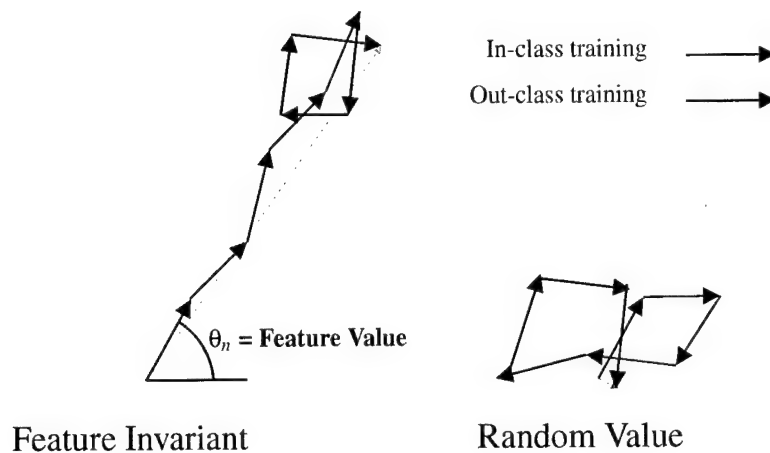 In-class training
Out-class training
θn = Feature Value
Feature Invariant
Random Value